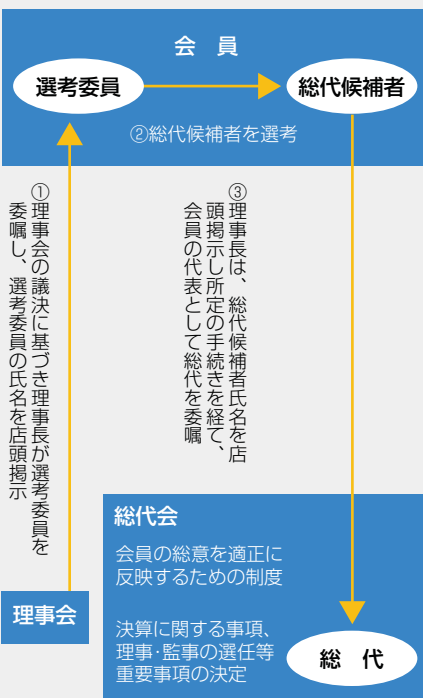 会 員
選考委員
総代候補者
②総代候補者を選考
①理事会の議決に基づき理事長が選考委員を
委嘱し、選考委員の氏名を店頭掲示
③理事長は、総代候補者氏名を店
頭掲示し所定の手続きを経て、
会員の代表として総代を委嘱
総代会
会員の総意を適正に
反映するための制度
決算に関する事項、
理事・監事の選任等
重要事項の決定
理事会
総 代